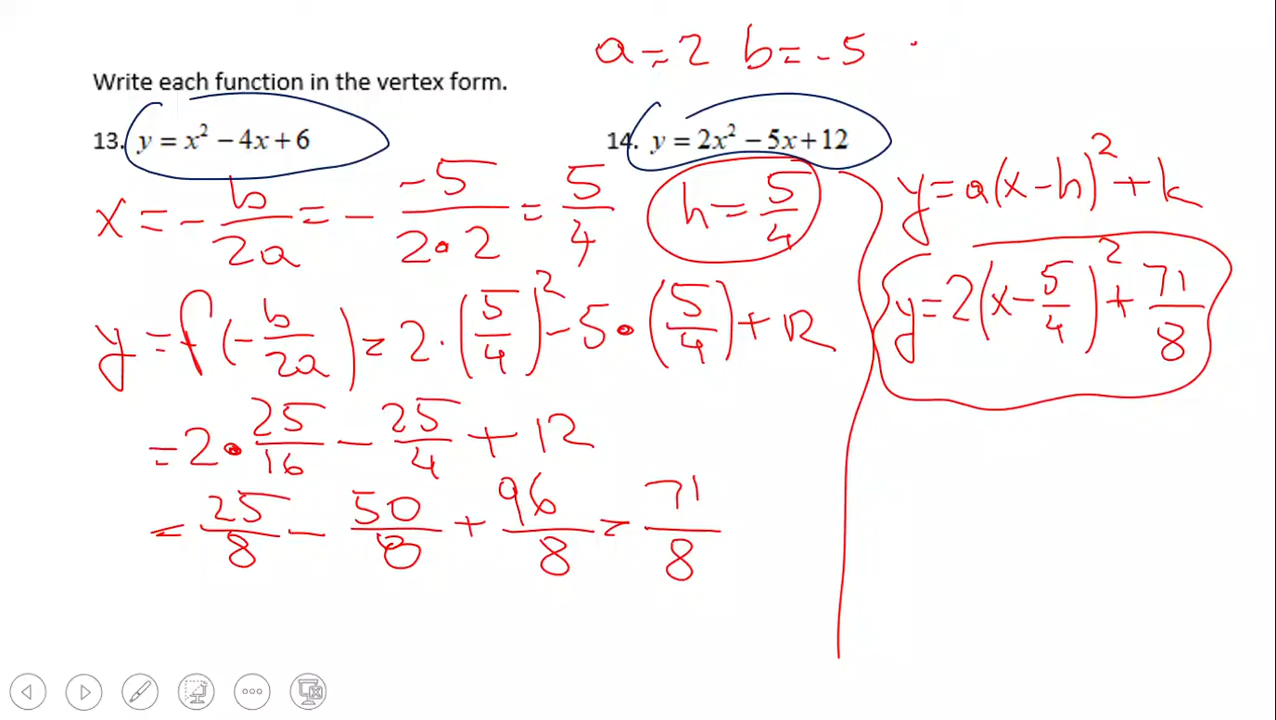 a = 2 b = -5
Write each function in the vertex form.
13. y = x² − 4x + 6
14. y = 2x² − 5x + 12
x = - b/2a = - -5/2•2 = 5/4
h = 5/4
y = f(-b/2a) = 2·(5/4)² - 5•(5/4) + 12
= 2•25/16 - 25/4 + 12
= 25/8 - 50/8 + 96/8 = 71/8
y = a(x-h)² + k
y = 2(x - 5/4)² + 71/8